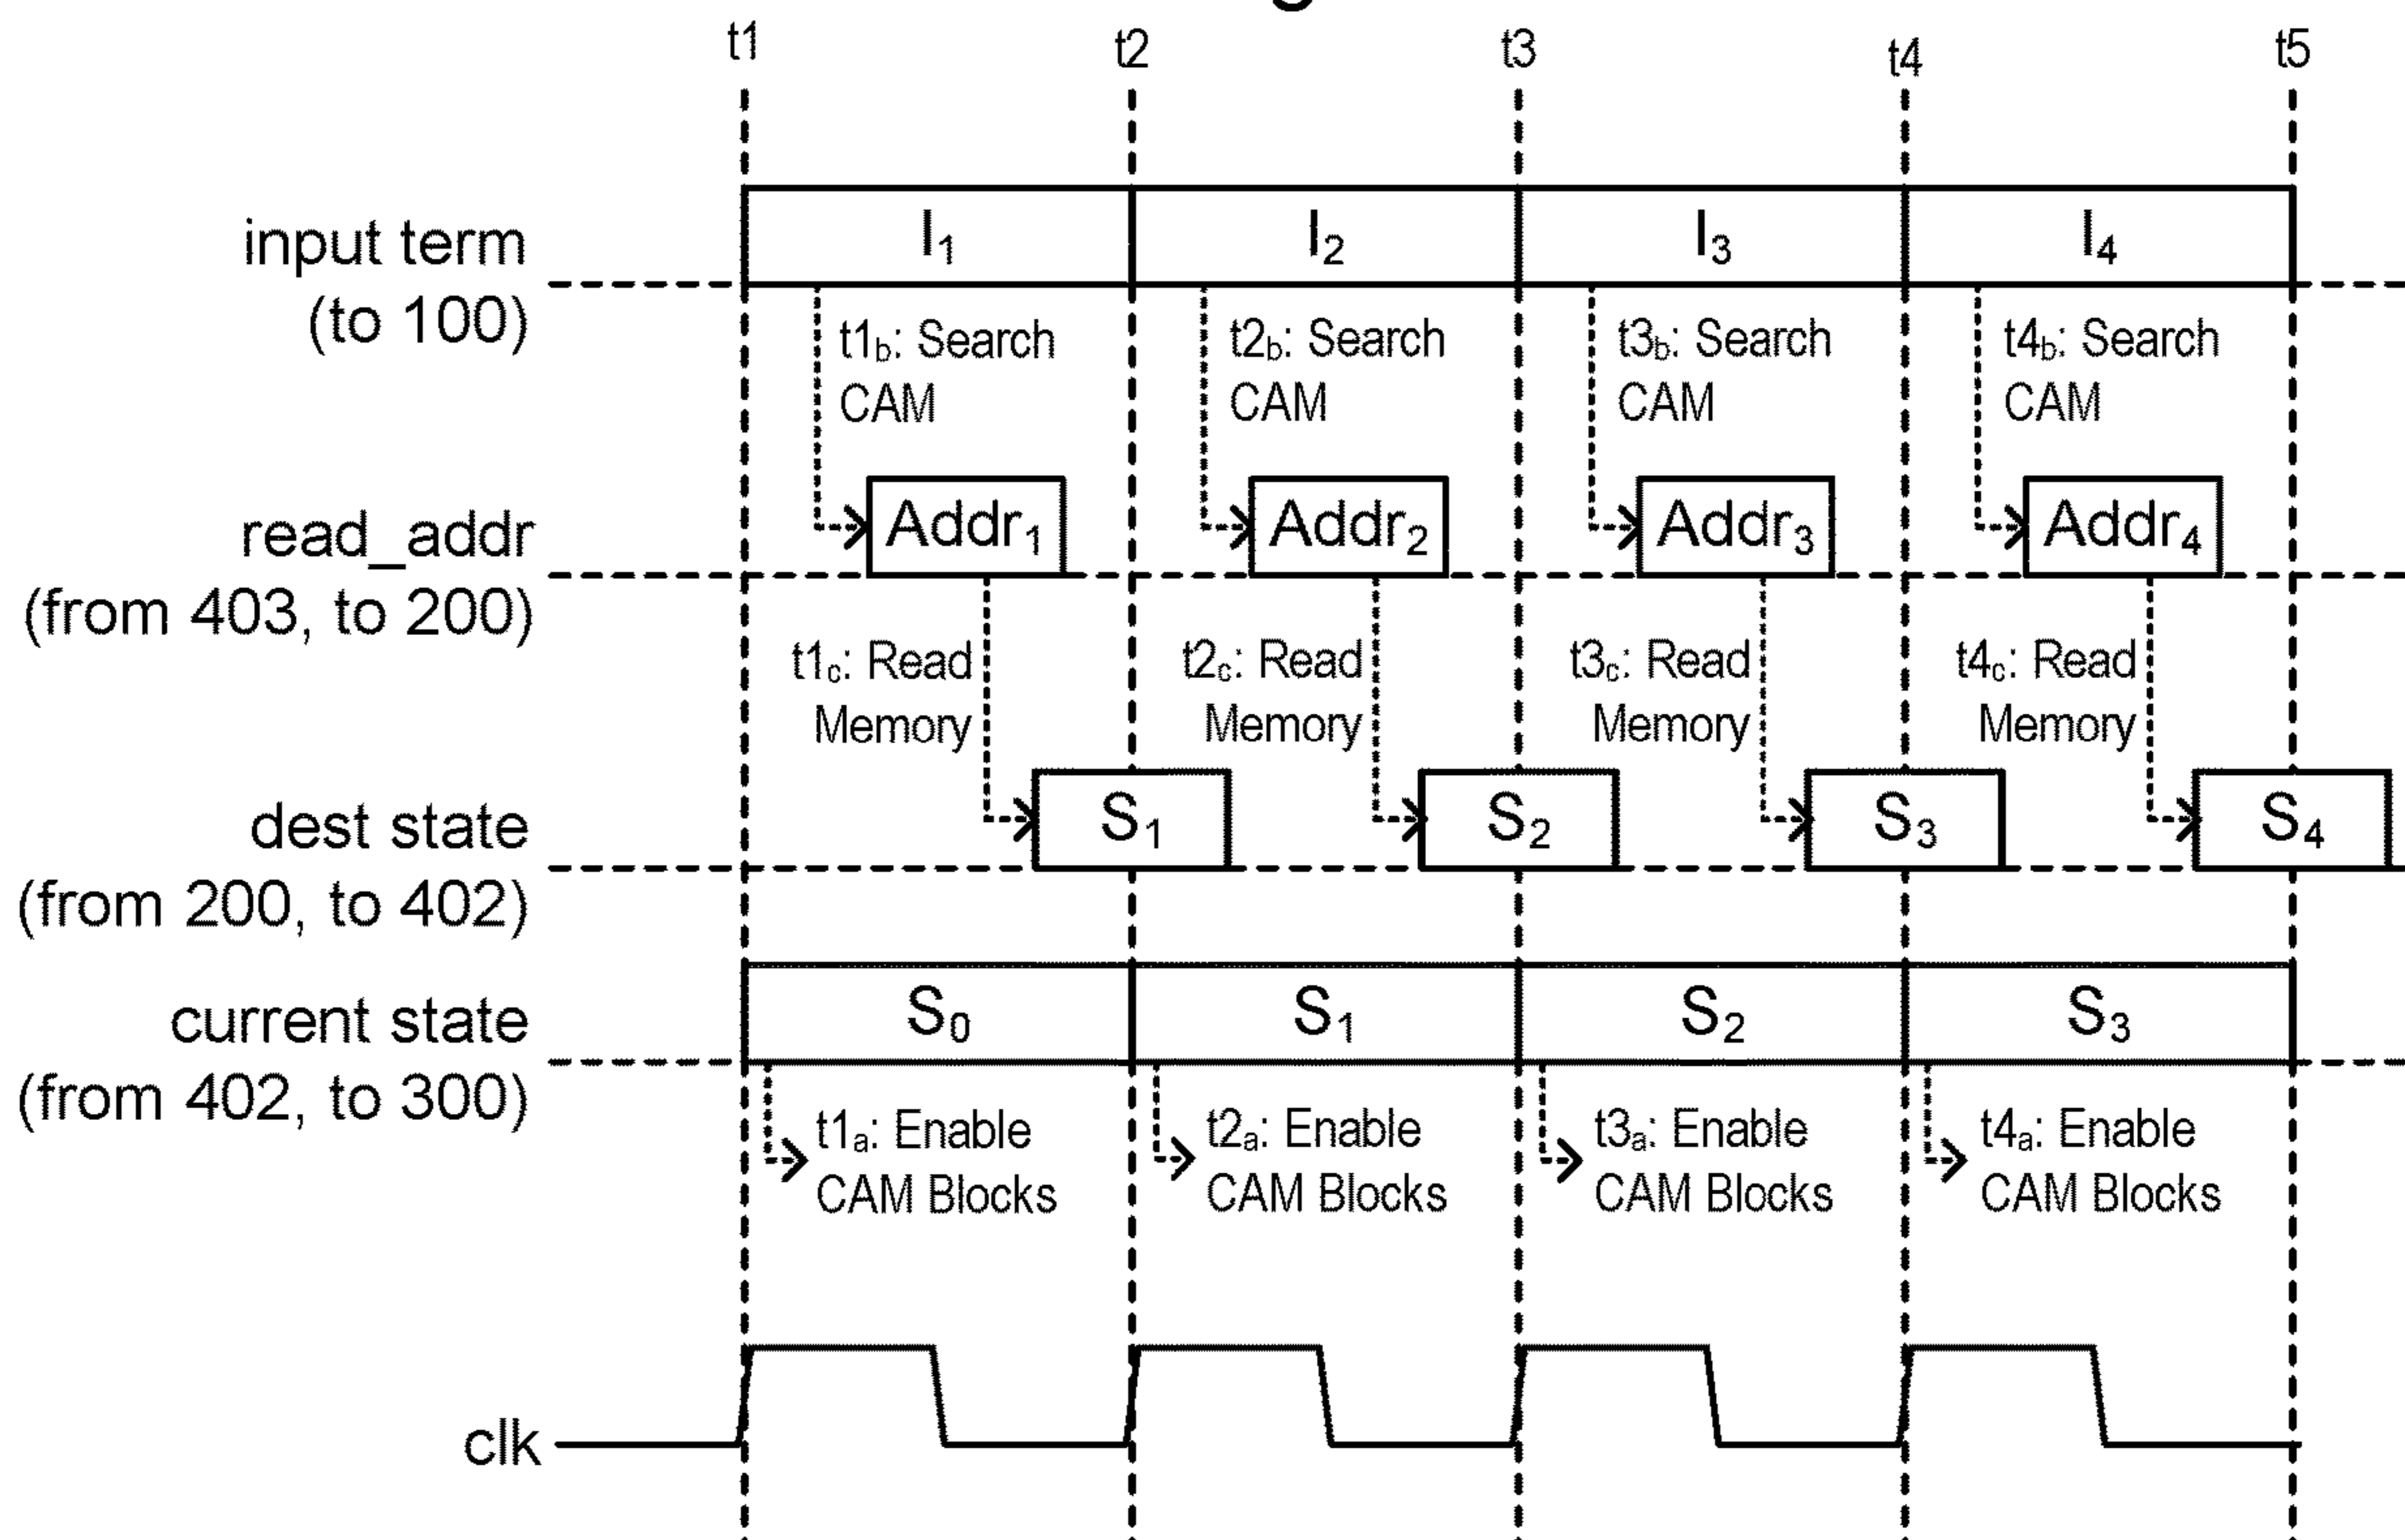 t1 t2 t3 t4 t5
input term I₁ I₂ I₃ I₄
(to 100)
t1b: Search t2b: Search t3b: Search t4b: Search
CAM CAM CAM CAM
read_addr Addr₁ Addr₂ Addr₃ Addr₄
(from 403, to 200)
t1c: Read t2c: Read t3c: Read t4c: Read
Memory Memory Memory Memory
dest state S₁ S₂ S₃ S₄
(from 200, to 402)
current state S₀ S₁ S₂ S₃
(from 402, to 300)
t1a: Enable t2a: Enable t3a: Enable t4a: Enable
CAM Blocks CAM Blocks CAM Blocks CAM Blocks
clk